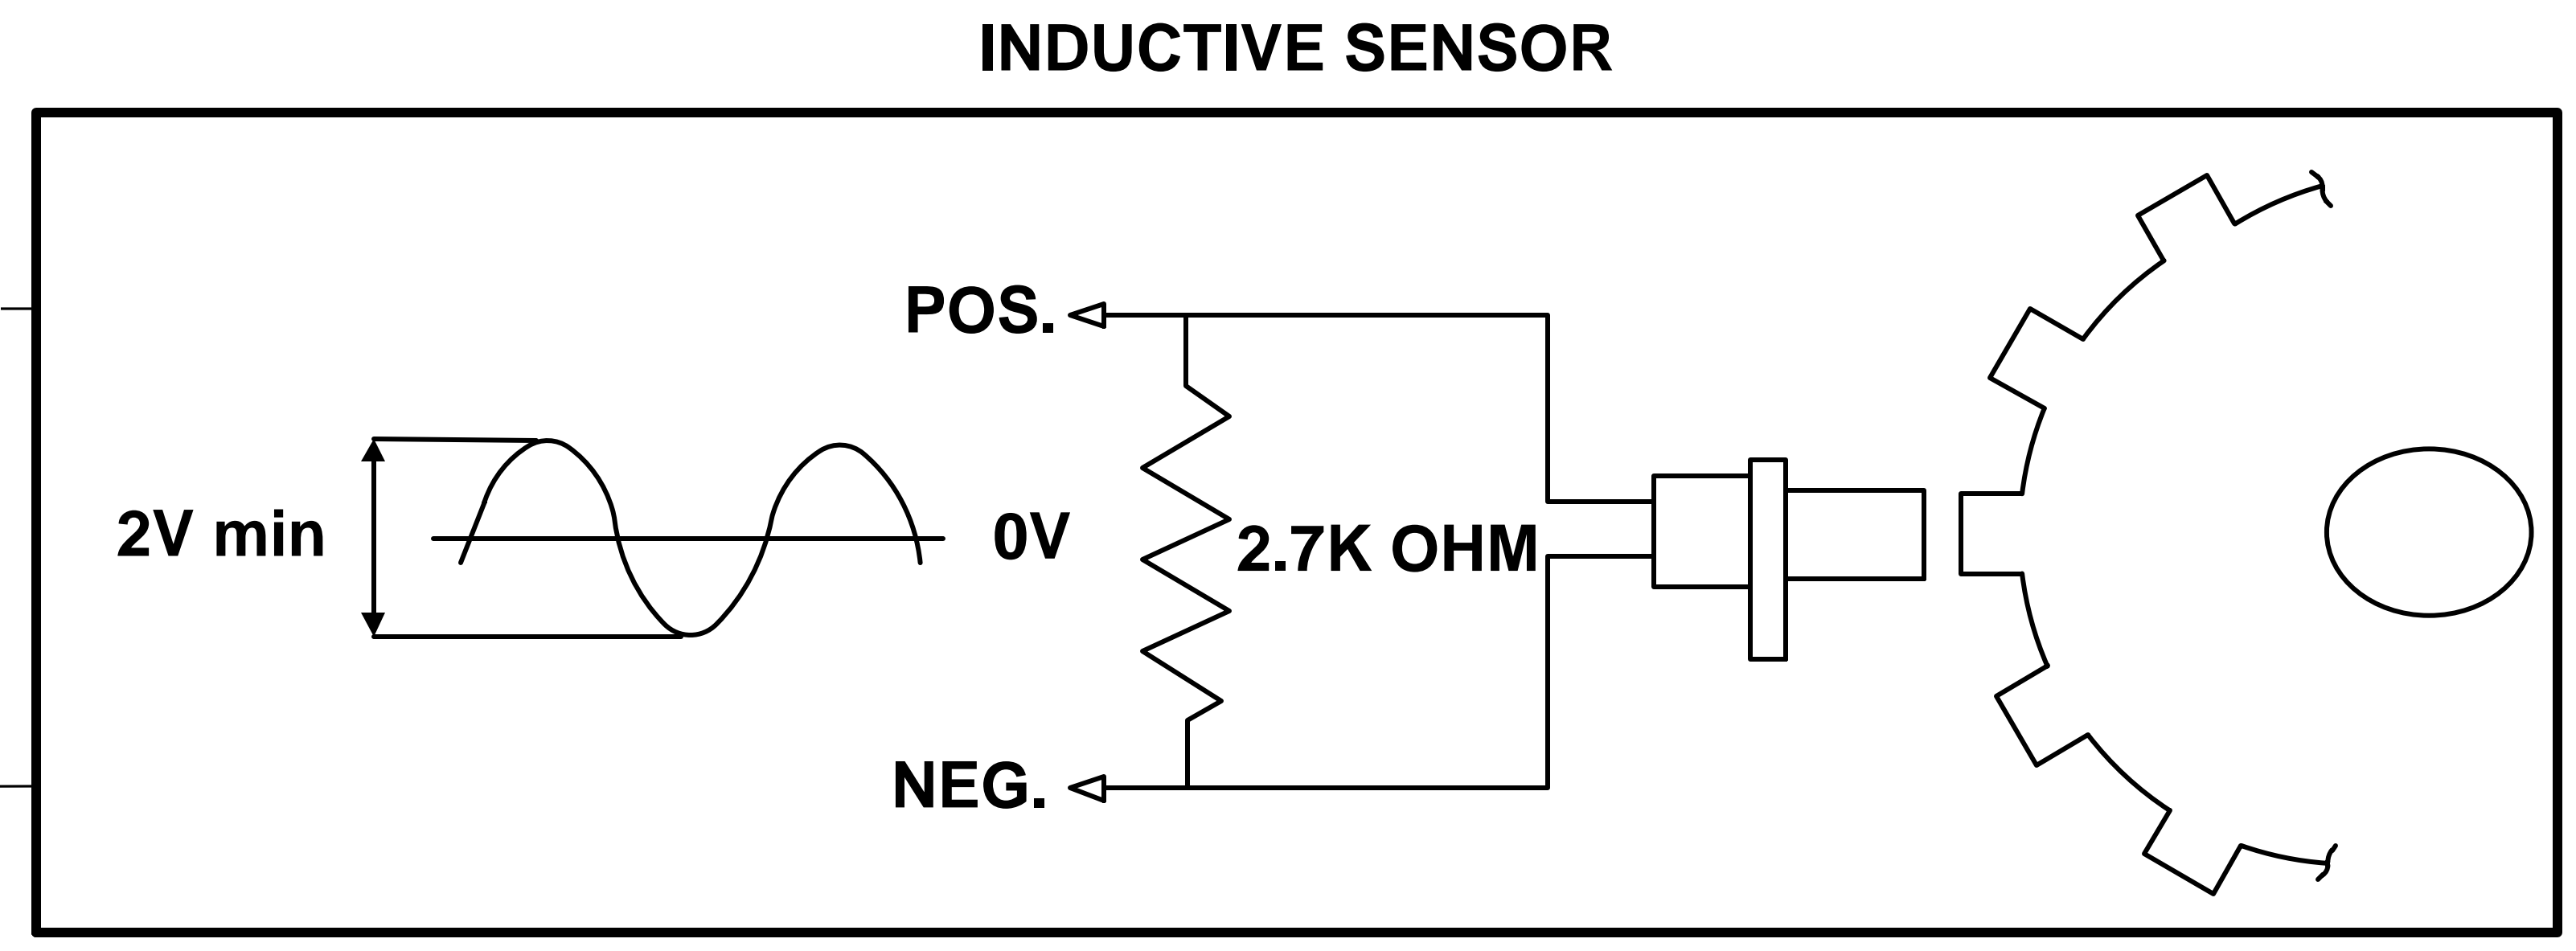 INDUCTIVE SENSOR
POS.
2V min
0V
2.7K OHM
NEG.